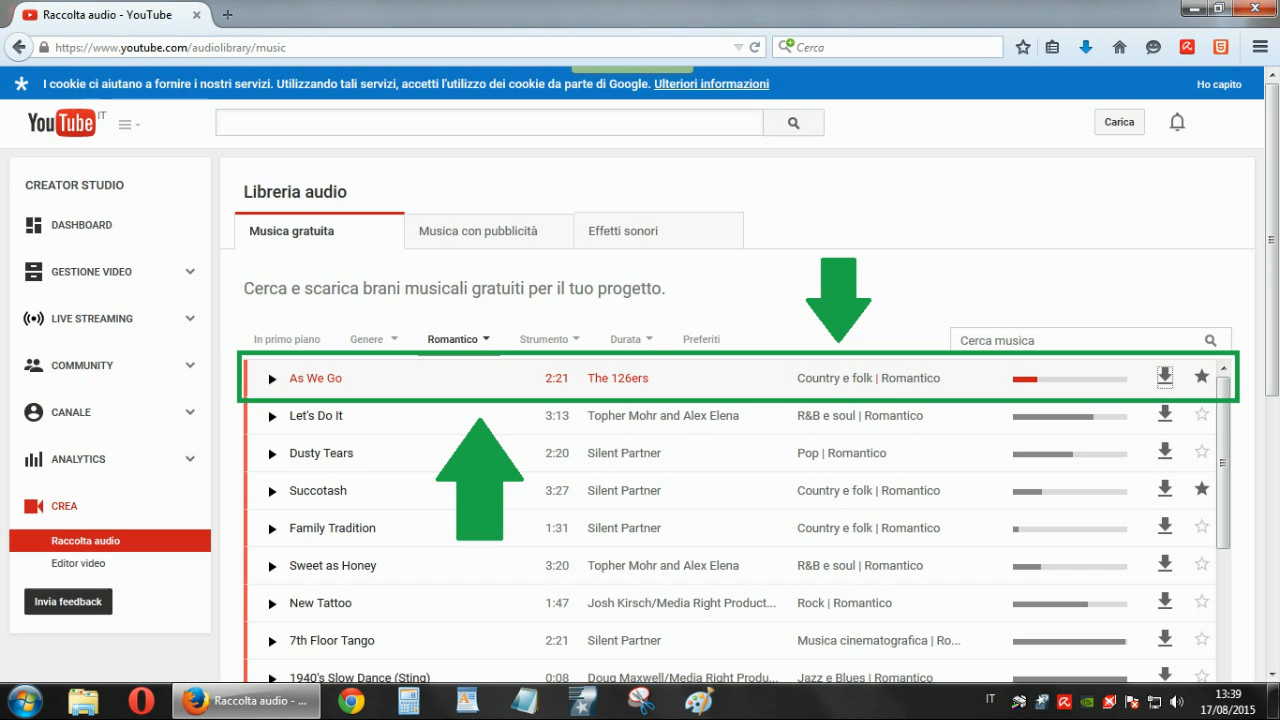 Raccolta audio - YouTube
https://www.youtube.com/audiolibrary/music
Cerca
I cookie ci aiutano a fornire i nostri servizi. Utilizzando tali servizi, accetti l'utilizzo dei cookie da parte di Google. Ulteriori informazioni
Ho capito
YouTube IT
Carica
CREATOR STUDIO
DASHBOARD
GESTIONE VIDEO
LIVE STREAMING
COMMUNITY
CANALE
ANALYTICS
CREA
Raccolta audio
Editor video
Invia feedback
Libreria audio
Musica gratuita Musica con pubblicità Effetti sonori
Cerca e scarica brani musicali gratuiti per il tuo progetto.
In primo piano Genere Romantico Strumento Durata Preferiti Cerca musica
As We Go 2:21 The 126ers Country e folk | Romantico
Let's Do It 3:13 Topher Mohr and Alex Elena R&B e soul | Romantico
Dusty Tears 2:20 Silent Partner Pop | Romantico
Succotash 3:27 Silent Partner Country e folk | Romantico
Family Tradition 1:31 Silent Partner Country e folk | Romantico
Sweet as Honey 3:20 Topher Mohr and Alex Elena R&B e soul | Romantico
New Tattoo 1:47 Josh Kirsch/Media Right Product... Rock | Romantico
7th Floor Tango 2:21 Silent Partner Musica cinematografica | Ro...
1940's Slow Dance (Sting) 0:08 Doug Maxwell/Media Right Produc... Jazz e Blues | Romantico
Raccolta audio - ...
IT
13:39
17/08/2015